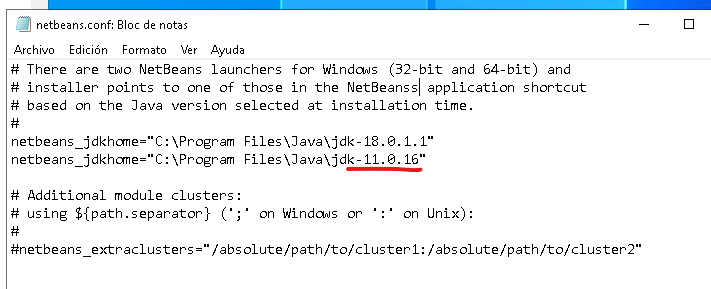 netbeans.conf: Bloc de notas
Archivo Edición Formato Ver Ayuda
# There are two NetBeans launchers for Windows (32-bit and 64-bit) and
# installer points to one of those in the NetBeanss application shortcut
# based on the Java version selected at installation time.
#
netbeans_jdkhome="C:\Program Files\Java\jdk-18.0.1.1"
netbeans_jdkhome="C:\Program Files\Java\jdk-11.0.16"
# Additional module clusters:
# using ${path.separator} (';' on Windows or ':' on Unix):
#
#netbeans_extraclusters="/absolute/path/to/cluster1:/absolute/path/to/cluster2"